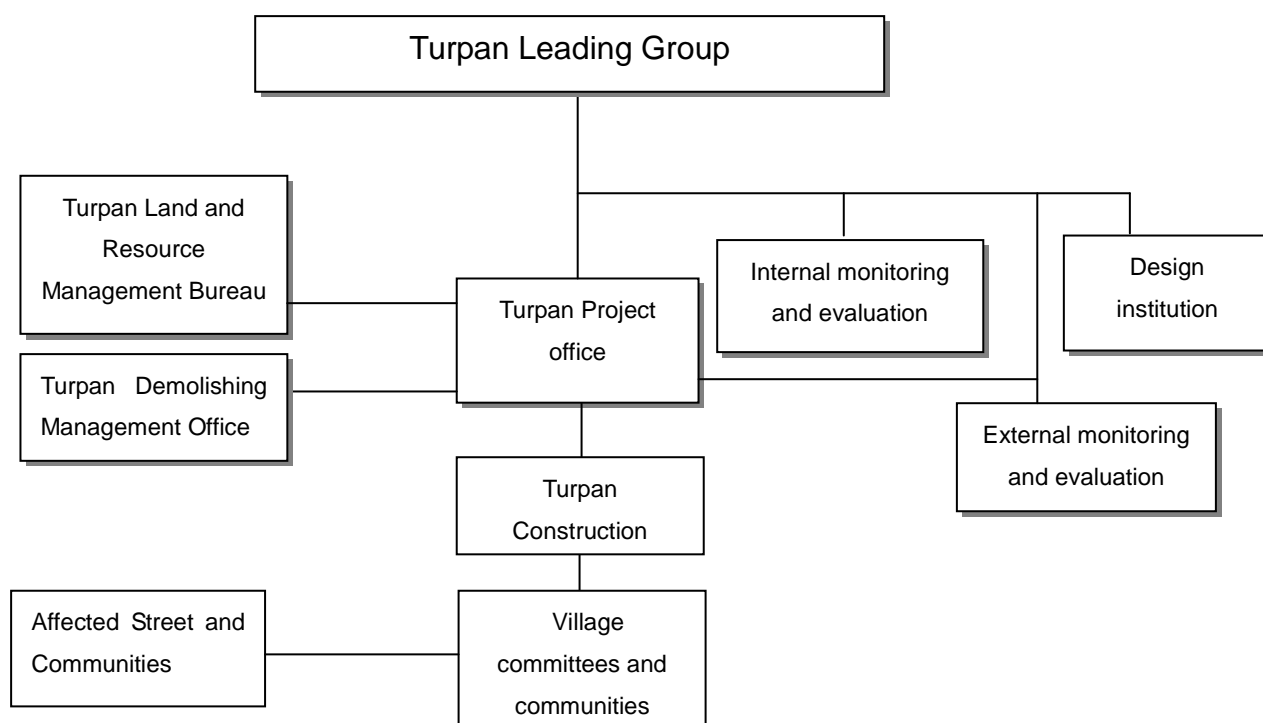 Turpan Leading Group
Turpan Land and
Resource
Management Bureau
Internal monitoring
and evaluation
Design
institution
Turpan Project
office
Turpan Demolishing
Management Office
External monitoring
and evaluation
Turpan
Construction
Affected Street and
Communities
Village
committees and
communities